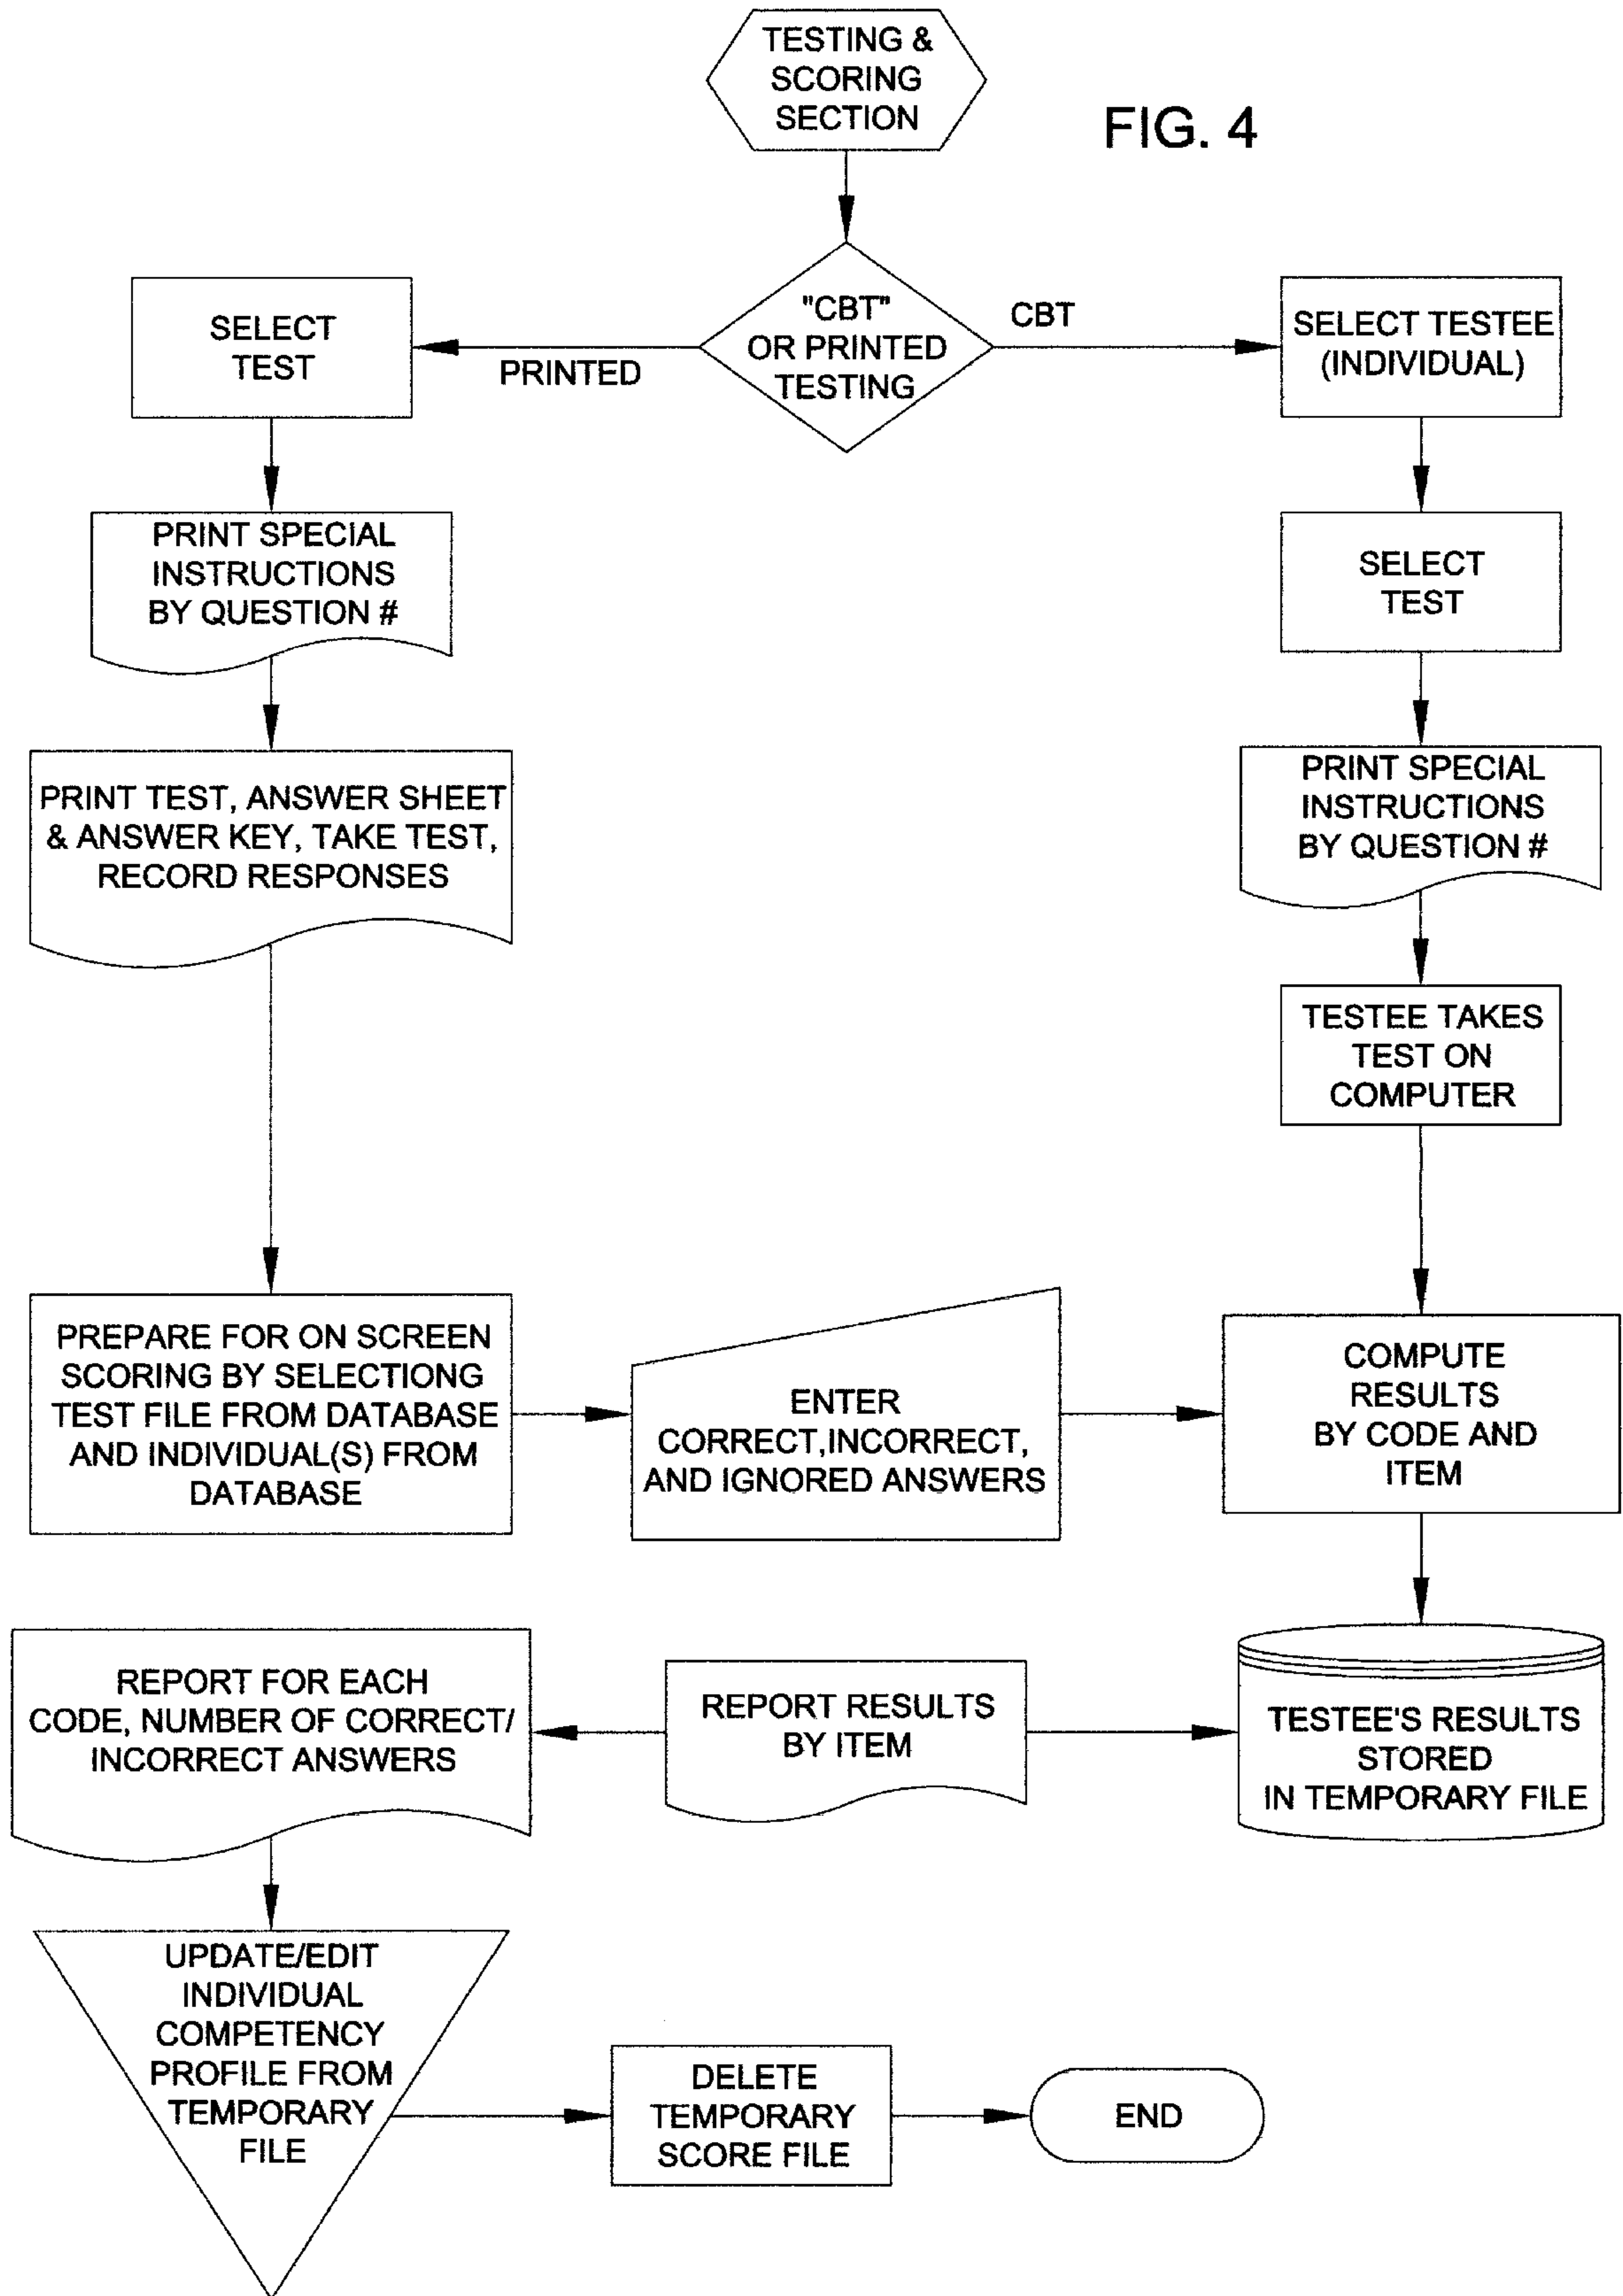 TESTING &
SCORING
SECTION
FIG. 4
"CBT"
OR PRINTED
TESTING
PRINTED
CBT
SELECT
TEST
PRINT SPECIAL
INSTRUCTIONS
BY QUESTION #
PRINT TEST, ANSWER SHEET
& ANSWER KEY, TAKE TEST,
RECORD RESPONSES
SELECT TESTEE
(INDIVIDUAL)
SELECT
TEST
PRINT SPECIAL
INSTRUCTIONS
BY QUESTION #
TESTEE TAKES
TEST ON
COMPUTER
PREPARE FOR ON SCREEN
SCORING BY SELECTIONG
TEST FILE FROM DATABASE
AND INDIVIDUAL(S) FROM
DATABASE
ENTER
CORRECT,INCORRECT,
AND IGNORED ANSWERS
COMPUTE
RESULTS
BY CODE AND
ITEM
REPORT FOR EACH
CODE, NUMBER OF CORRECT/
INCORRECT ANSWERS
REPORT RESULTS
BY ITEM
TESTEE'S RESULTS
STORED
IN TEMPORARY FILE
UPDATE/EDIT
INDIVIDUAL
COMPETENCY
PROFILE FROM
TEMPORARY
FILE
DELETE
TEMPORARY
SCORE FILE
END